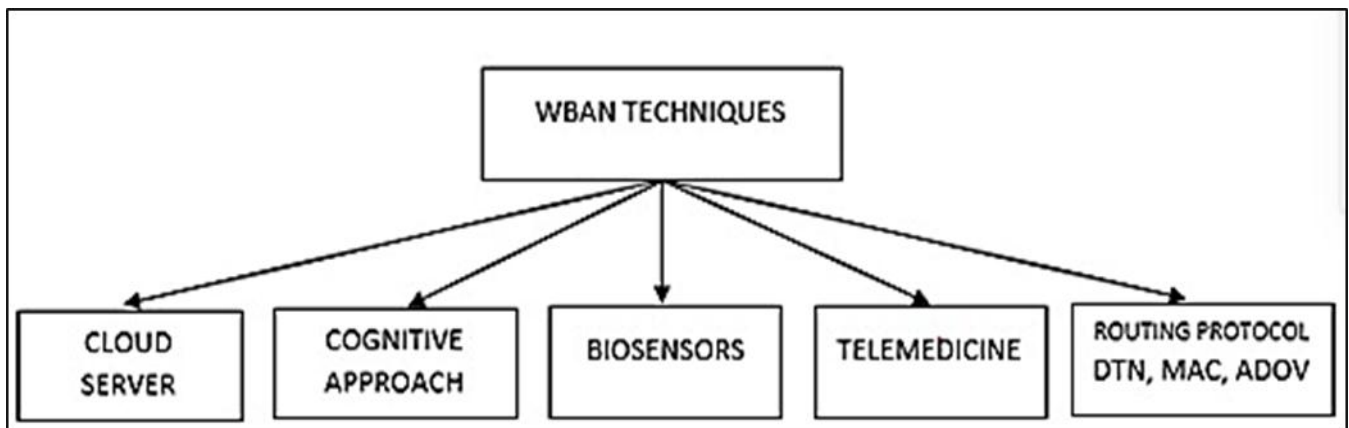 WBAN TECHNIQUES
CLOUD
SERVER
COGNITIVE
APPROACH
BIOSENSORS
TELEMEDICINE
ROUTING PROTOCOL
DTN, MAC, ADOV